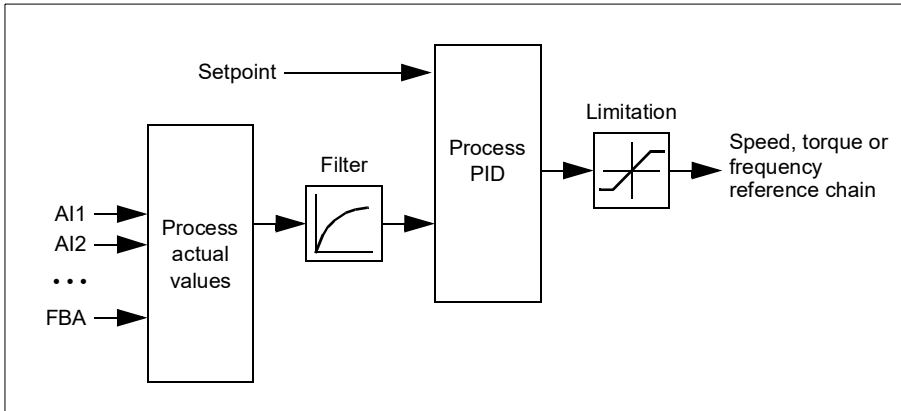 Setpoint
Process
PID
Limitation
Speed, torque or
frequency
reference chain
Filter
Process
actual
values
AI1
AI2
• • •
FBA